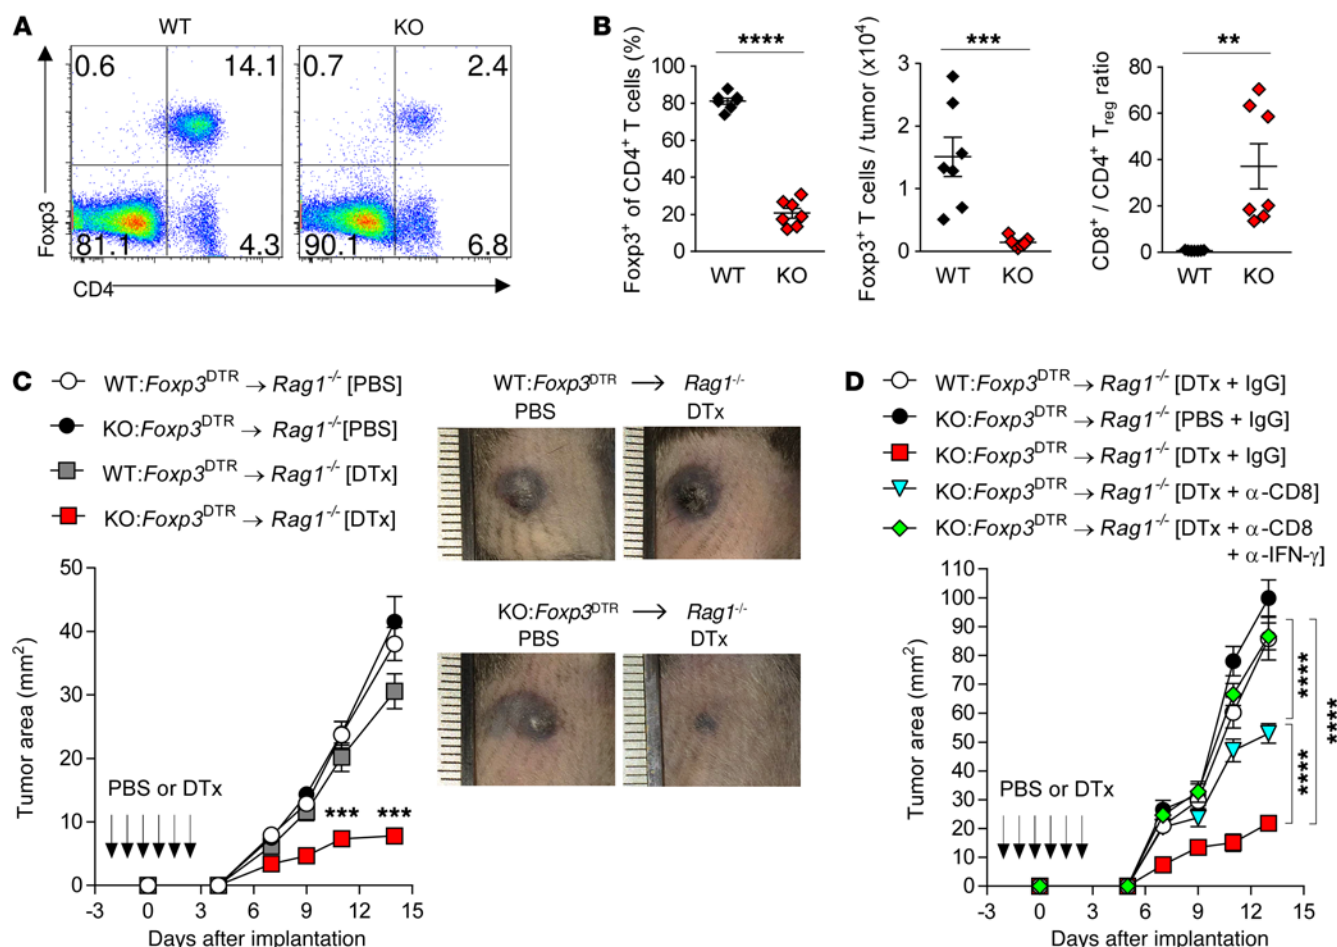 A
WT
KO
0.6
14.1
0.7
2.4
81.1
4.3
90.1
6.8
Foxp3
CD4
B
****
Foxp3⁺ of CD4⁺ T cells (%)
100
80
60
40
20
0
WT
KO
***
Foxp3⁺ T cells / tumor (x10⁴)
3
2
1
0
WT
KO
**
CD8⁺ / CD4⁺ Treg ratio
80
60
40
20
0
WT
KO
C
WT:Foxp3ᴰᵀᴿ → Rag1⁻/⁻ [PBS]
KO:Foxp3ᴰᵀᴿ → Rag1⁻/⁻ [PBS]
WT:Foxp3ᴰᵀᴿ → Rag1⁻/⁻ [DTx]
KO:Foxp3ᴰᵀᴿ → Rag1⁻/⁻ [DTx]
Tumor area (mm²)
50
40
30
20
10
0
PBS or DTx
***
***
-3
0
3
6
9
12
15
Days after implantation
WT:Foxp3ᴰᵀᴿ → Rag1⁻/⁻
PBS
DTx
KO:Foxp3ᴰᵀᴿ → Rag1⁻/⁻
PBS
DTx
D
WT:Foxp3ᴰᵀᴿ → Rag1⁻/⁻ [DTx + IgG]
KO:Foxp3ᴰᵀᴿ → Rag1⁻/⁻ [PBS + IgG]
KO:Foxp3ᴰᵀᴿ → Rag1⁻/⁻ [DTx + IgG]
KO:Foxp3ᴰᵀᴿ → Rag1⁻/⁻ [DTx + α-CD8]
KO:Foxp3ᴰᵀᴿ → Rag1⁻/⁻ [DTx + α-CD8
+ α-IFN-γ]
Tumor area (mm²)
110
100
90
80
70
60
50
40
30
20
10
0
PBS or DTx
****
****
****
-3
0
3
6
9
12
15
Days after implantation